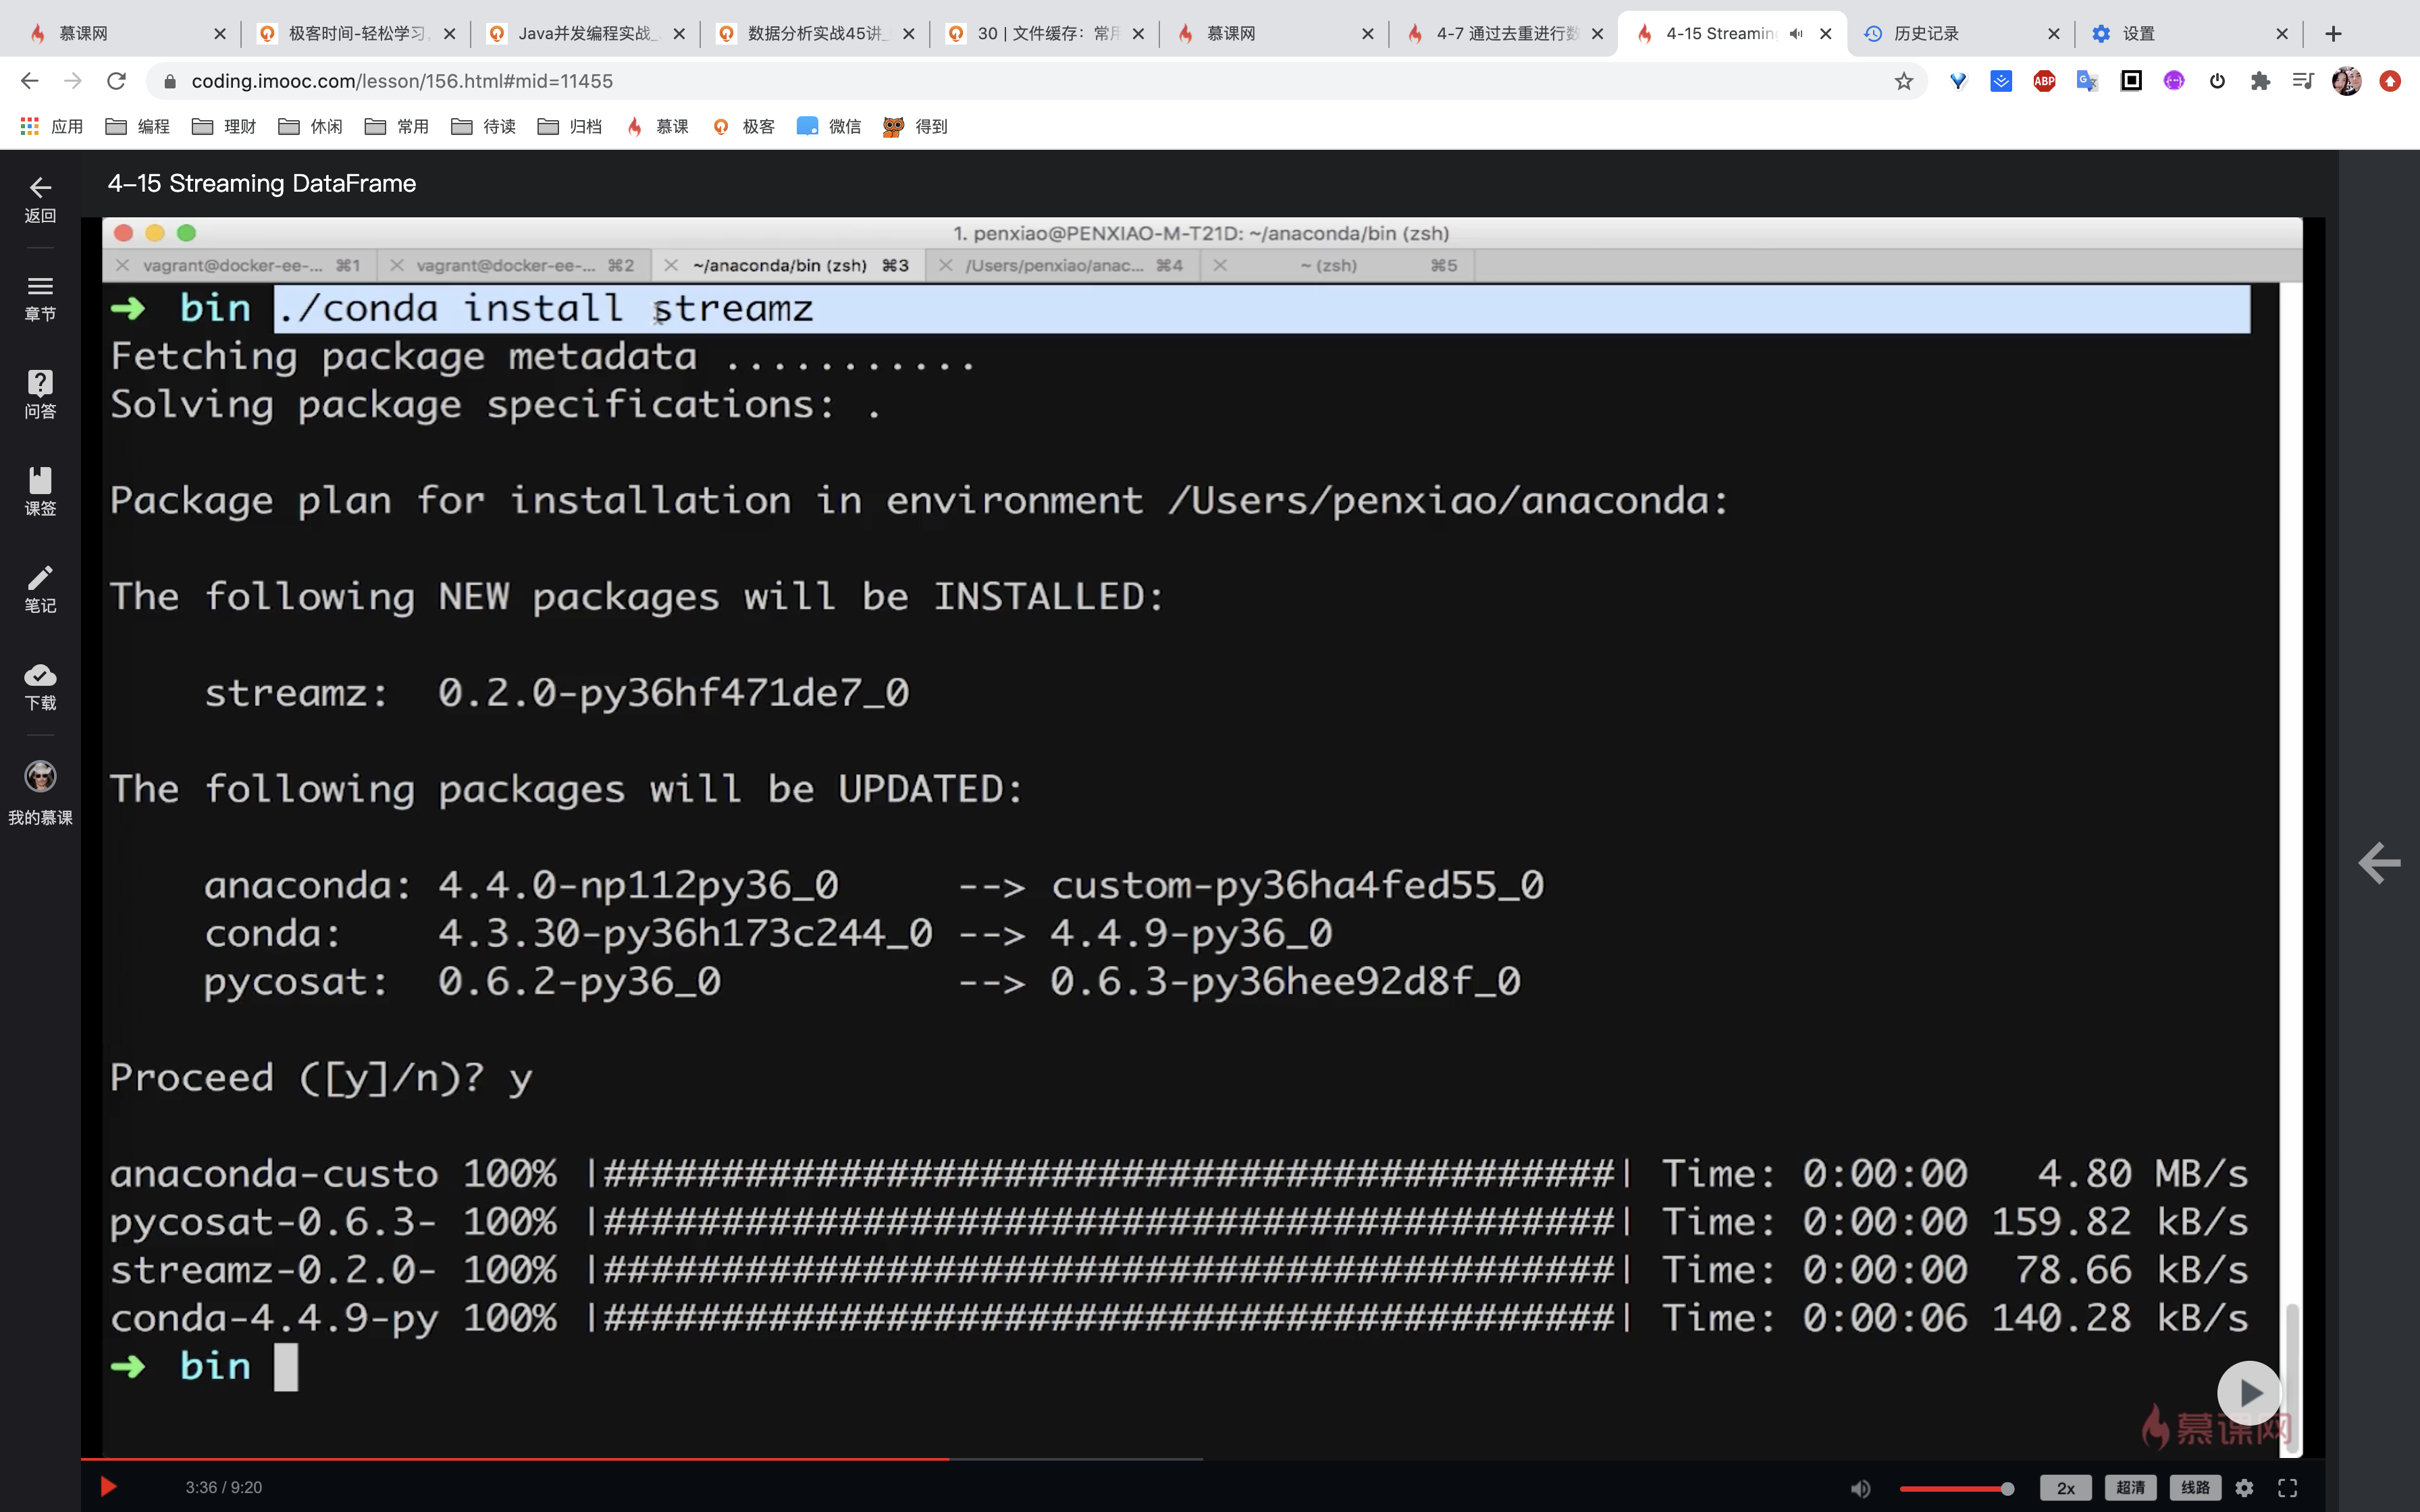 慕课网
极客时间-轻松学习,
Java并发编程实战_
数据分析实战45讲_
30 | 文件缓存：常用
慕课网
4-7 通过去重进行数
4-15 Streaming
历史记录
设置
coding.imooc.com/lesson/156.html#mid=11455
ABP
应用
编程
理财
休闲
常用
待读
归档
慕课
极客
微信
得到
4-15 Streaming DataFrame
返回
章节
问答
课签
笔记
下载
我的慕课
1. penxiao@PENXIAO-M-T21D: ~/anaconda/bin (zsh)
vagrant@docker-ee-... ⌘1
vagrant@docker-ee-... ⌘2
~/anaconda/bin (zsh) ⌘3
/Users/penxiao/anac... ⌘4
~ (zsh) ⌘5
➜ bin ./conda install streamz
Fetching package metadata ...........
Solving package specifications: .
Package plan for installation in environment /Users/penxiao/anaconda:
The following NEW packages will be INSTALLED:
streamz: 0.2.0-py36hf471de7_0
The following packages will be UPDATED:
anaconda: 4.4.0-np112py36_0 --> custom-py36ha4fed55_0
conda: 4.3.30-py36h173c244_0 --> 4.4.9-py36_0
pycosat: 0.6.2-py36_0 --> 0.6.3-py36hee92d8f_0
Proceed ([y]/n)? y
anaconda-custo 100% |###########################################| Time: 0:00:00 4.80 MB/s
pycosat-0.6.3- 100% |###########################################| Time: 0:00:00 159.82 kB/s
streamz-0.2.0- 100% |###########################################| Time: 0:00:00 78.66 kB/s
conda-4.4.9-py 100% |###########################################| Time: 0:00:06 140.28 kB/s
➜ bin
慕课网
3:36 / 9:20
2x
超清
线路